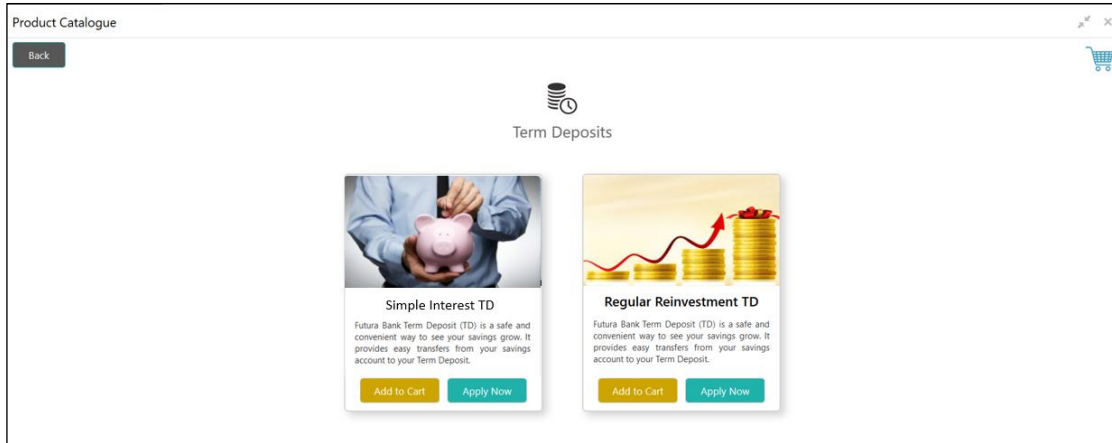 Product Catalogue
Back
Term Deposits
Simple Interest TD
Futura Bank Term Deposit (TD) is a safe and
convenient way to see your savings grow. It
provides easy transfers from your savings
account to your Term Deposit.
Add to Cart
Apply Now
Regular Reinvestment TD
Futura Bank Term Deposit (TD) is a safe and
convenient way to see your savings grow. It
provides easy transfers from your savings
account to your Term Deposit.
Add to Cart
Apply Now